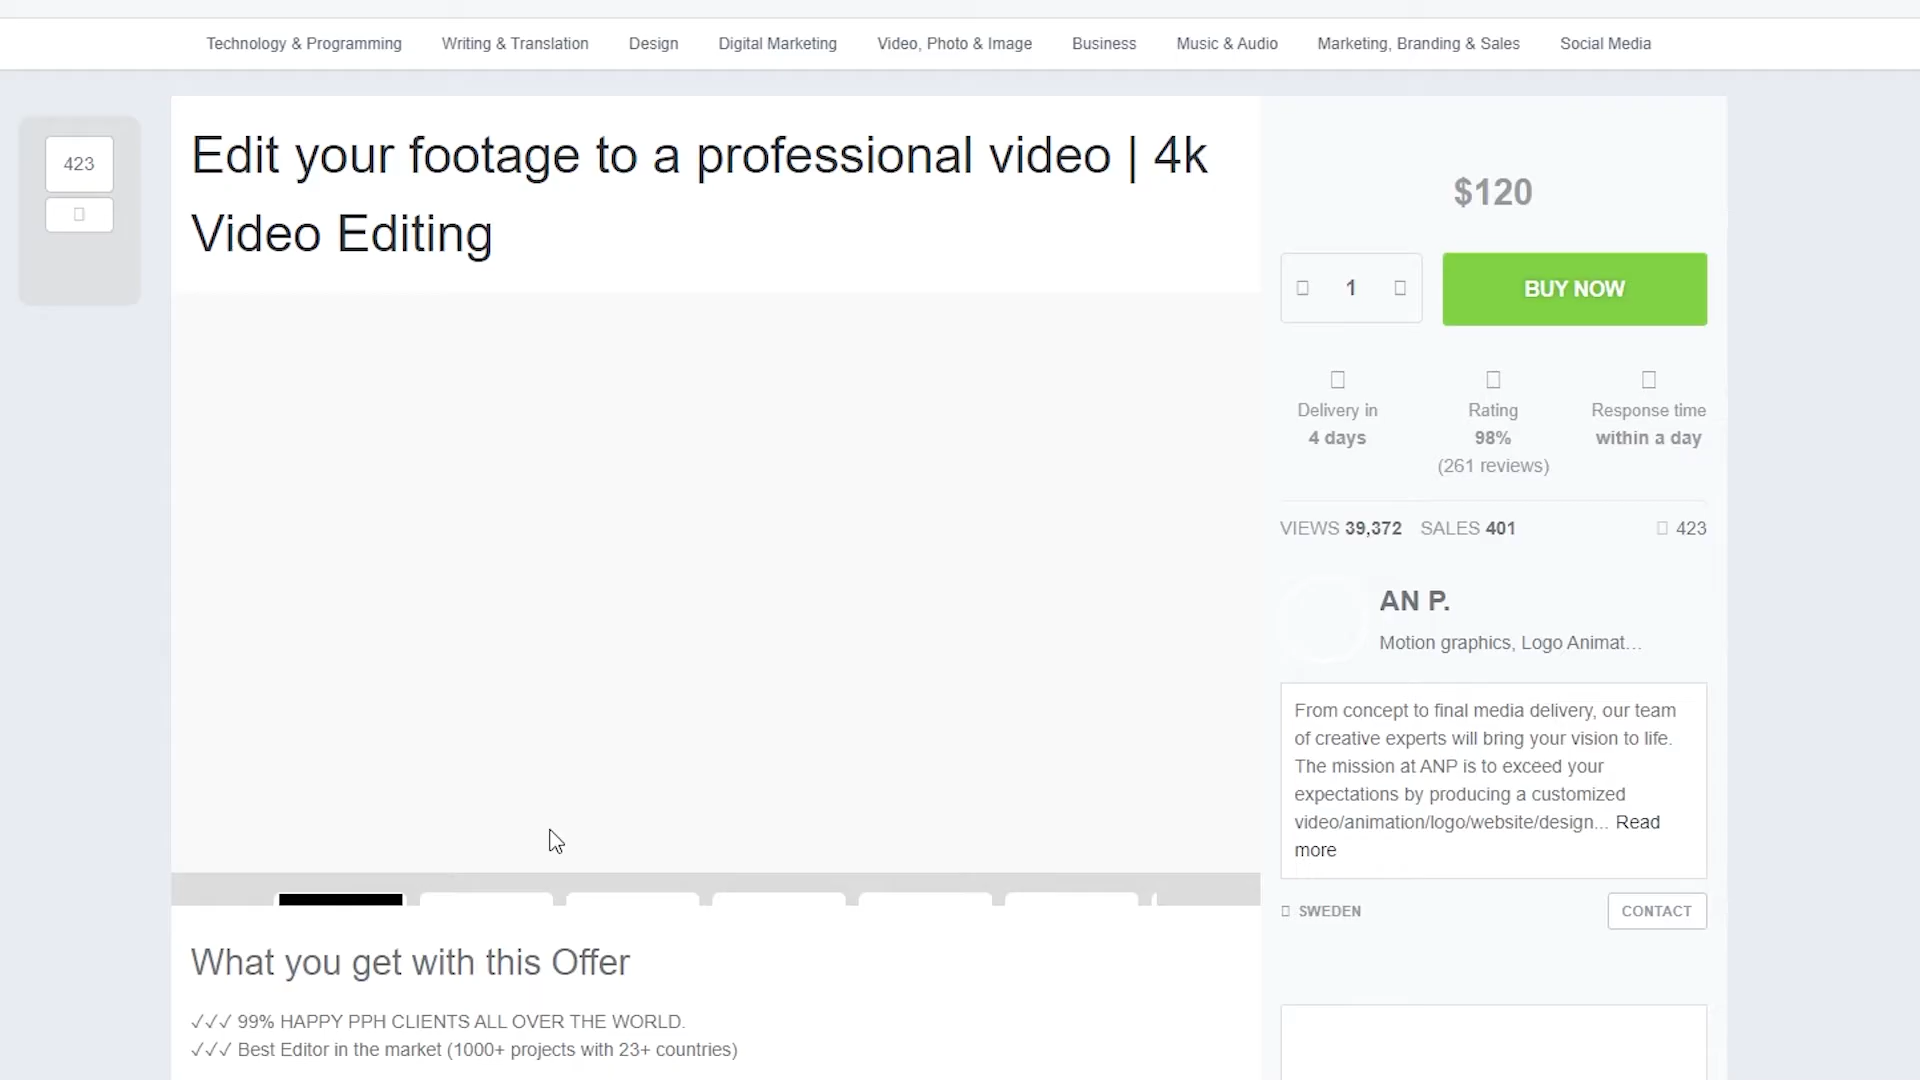 Technology & Programming
Writing & Translation
Design
Digital Marketing
Video, Photo & Image
Business
Music & Audio
Marketing, Branding & Sales
Social Media
423
Edit your footage to a professional video | 4k
Video Editing
$120
1
BUY NOW
Delivery in
4 days
Rating
98%
(261 reviews)
Response time
within a day
VIEWS 39,372 SALES 401
423
AN P.
Motion graphics, Logo Animat...
From concept to final media delivery, our team
of creative experts will bring your vision to life.
The mission at ANP is to exceed your
expectations by producing a customized
video/animation/logo/website/design... Read
more
SWEDEN
CONTACT
What you get with this Offer
✓✓✓ 99% HAPPY PPH CLIENTS ALL OVER THE WORLD.
✓✓✓ Best Editor in the market (1000+ projects with 23+ countries)